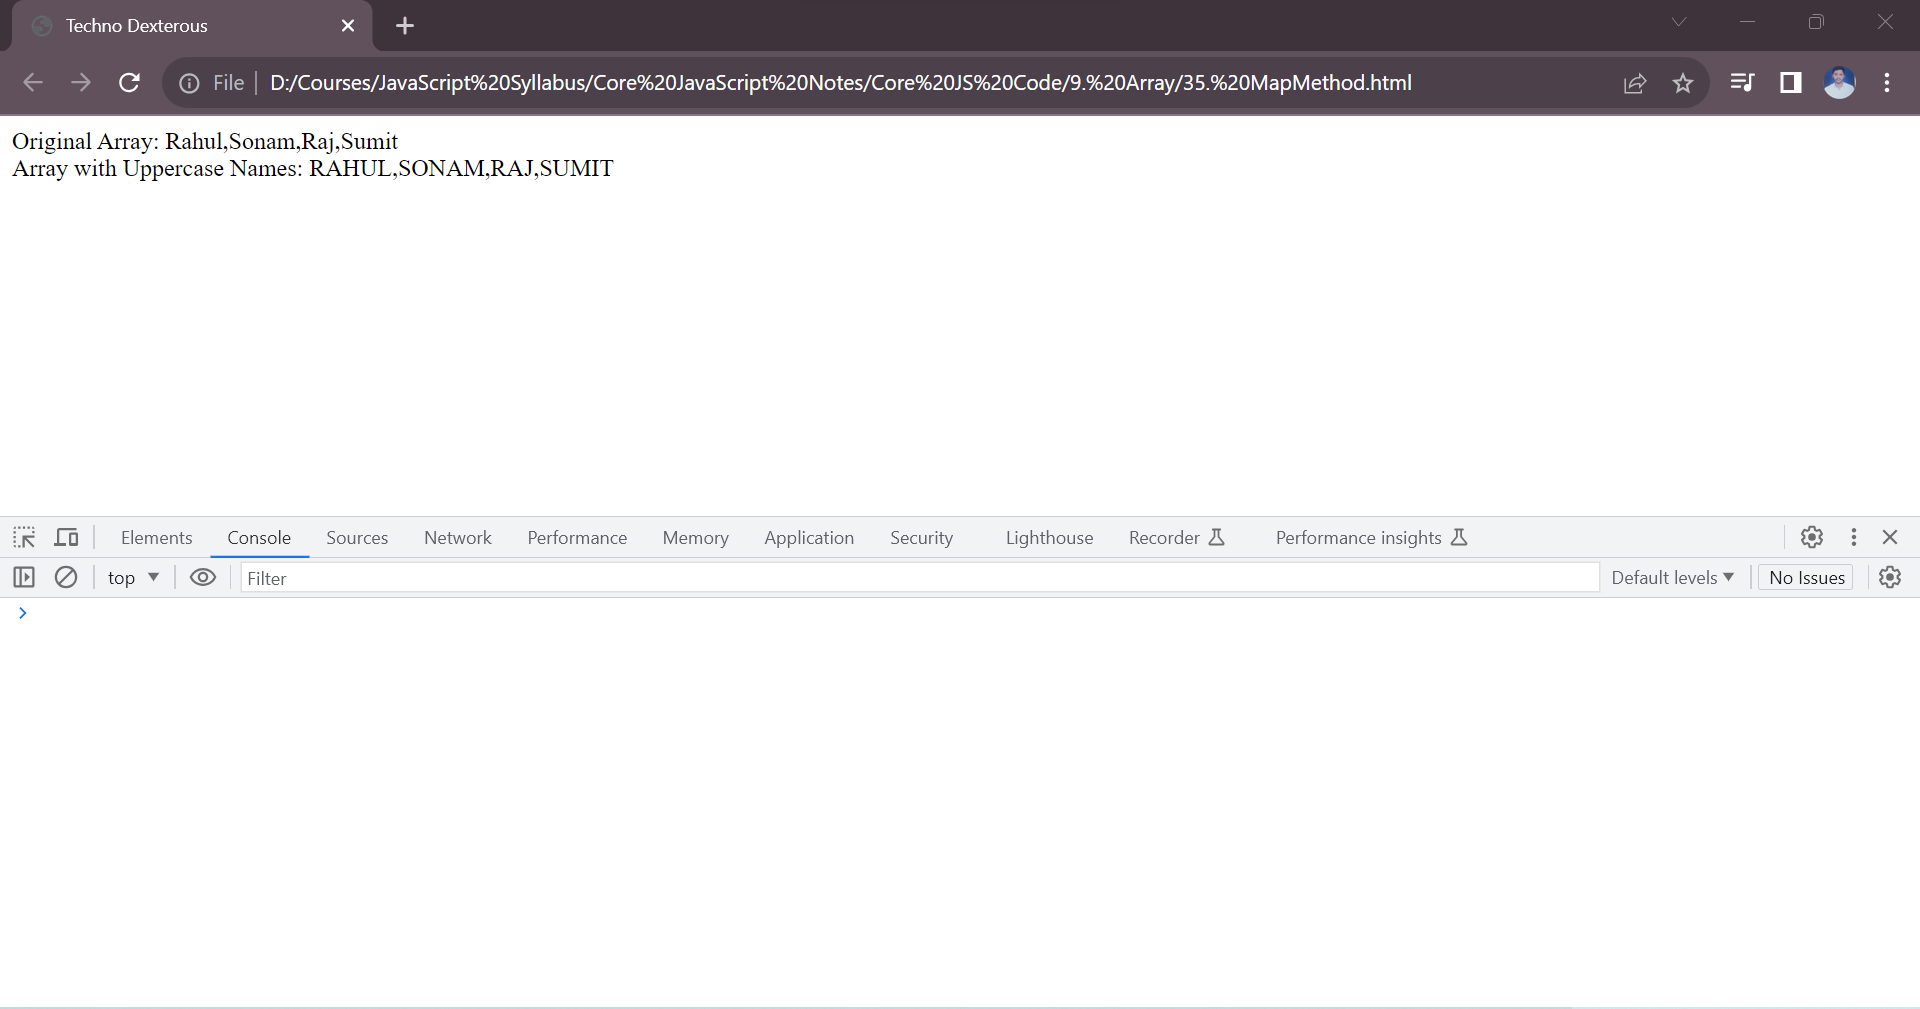 Techno Dexterous
File D:/Courses/JavaScript%20Syllabus/Core%20JavaScript%20Notes/Core%20JS%20Code/9.%20Array/35.%20MapMethod.html
Original Array: Rahul,Sonam,Raj,Sumit
Array with Uppercase Names: RAHUL,SONAM,RAJ,SUMIT
Elements Console Sources Network Performance Memory Application Security Lighthouse Recorder Performance insights
top Filter Default levels No Issues